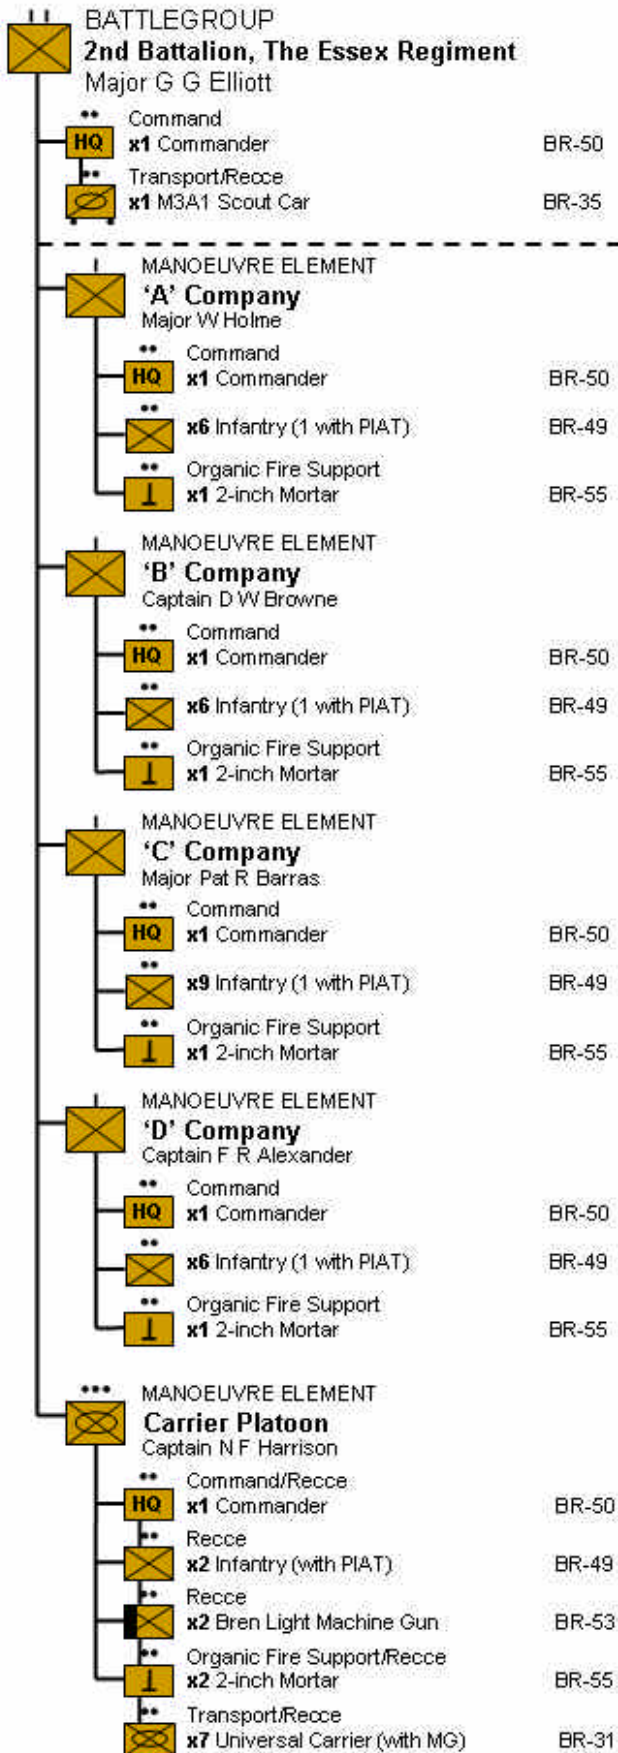 BATTLEGROUP
2nd Battalion, The Essex Regiment
Major G G Elliott
Command
HQ x1 Commander BR-50
Transport/Recce
x1 M3A1 Scout Car BR-35
MANOEUVRE ELEMENT
‘A’ Company
Major W Holme
Command
HQ x1 Commander BR-50
x6 Infantry (1 with PIAT) BR-49
Organic Fire Support
x1 2-inch Mortar BR-55
MANOEUVRE ELEMENT
‘B’ Company
Captain D W Browne
Command
HQ x1 Commander BR-50
x6 Infantry (1 with PIAT) BR-49
Organic Fire Support
x1 2-inch Mortar BR-55
MANOEUVRE ELEMENT
‘C’ Company
Major Pat R Barras
Command
HQ x1 Commander BR-50
x9 Infantry (1 with PIAT) BR-49
Organic Fire Support
x1 2-inch Mortar BR-55
MANOEUVRE ELEMENT
‘D’ Company
Captain F R Alexander
Command
HQ x1 Commander BR-50
x6 Infantry (1 with PIAT) BR-49
Organic Fire Support
x1 2-inch Mortar BR-55
MANOEUVRE ELEMENT
Carrier Platoon
Captain N F Harrison
Command/Recce
HQ x1 Commander BR-50
Recce
x2 Infantry (with PIAT) BR-49
Recce
x2 Bren Light Machine Gun BR-53
Organic Fire Support/Recce
x2 2-inch Mortar BR-55
Transport/Recce
x7 Universal Carrier (with MG) BR-31